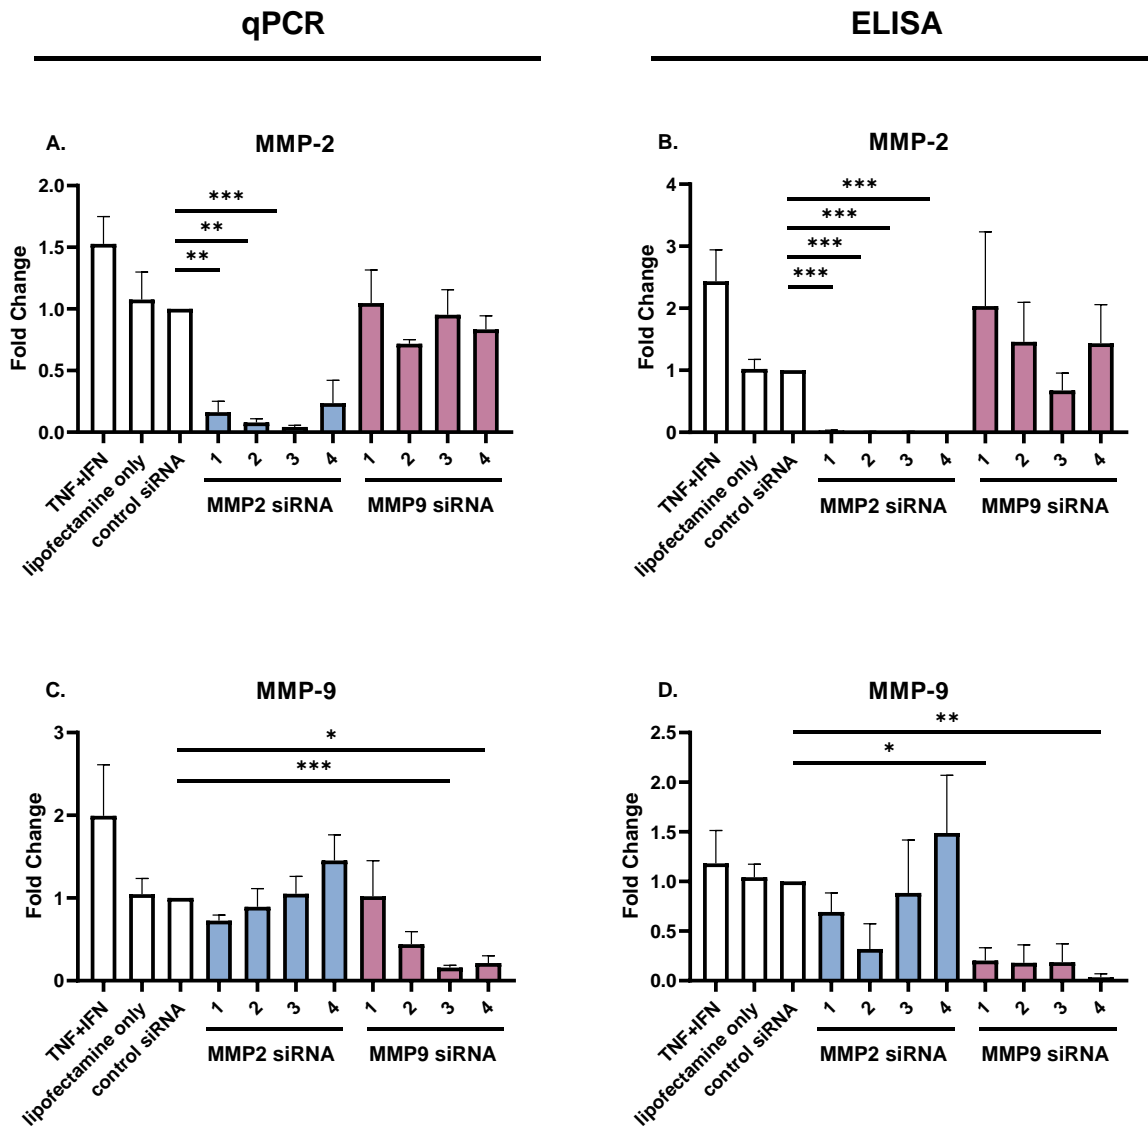 qPCR
ELISA
A.
MMP-2
2.0
1.5
1.0
0.5
0.0
Fold Change
***
**
**
TNF+IFN
lipofectamine only
control siRNA
1 2 3 4
1 2 3 4
MMP2 siRNA
MMP9 siRNA
B.
MMP-2
4
3
2
1
0
Fold Change
***
***
***
***
TNF+IFN
lipofectamine only
control siRNA
1 2 3 4
1 2 3 4
MMP2 siRNA
MMP9 siRNA
C.
MMP-9
3
2
1
0
Fold Change
*
***
TNF+IFN
lipofectamine only
control siRNA
1 2 3 4
1 2 3 4
MMP2 siRNA
MMP9 siRNA
D.
MMP-9
2.5
2.0
1.5
1.0
0.5
0.0
Fold Change
**
*
TNF+IFN
lipofectamine only
control siRNA
1 2 3 4
1 2 3 4
MMP2 siRNA
MMP9 siRNA